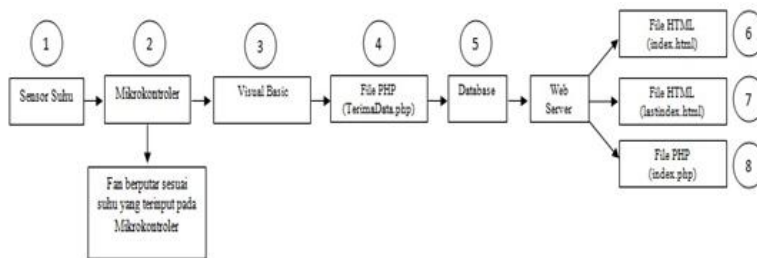 1
2
3
4
5
6
7
8
Sensor Suhu
Mikrokontroler
Visual Basic
File PHP
(TerimaData.php)
Database
Web
Server
File HTML
(index.html)
File HTML
(lastindex.html)
File PHP
(index.php)
Fan berputar sesuai
suhu yang terinput pada
Mikrokontroler